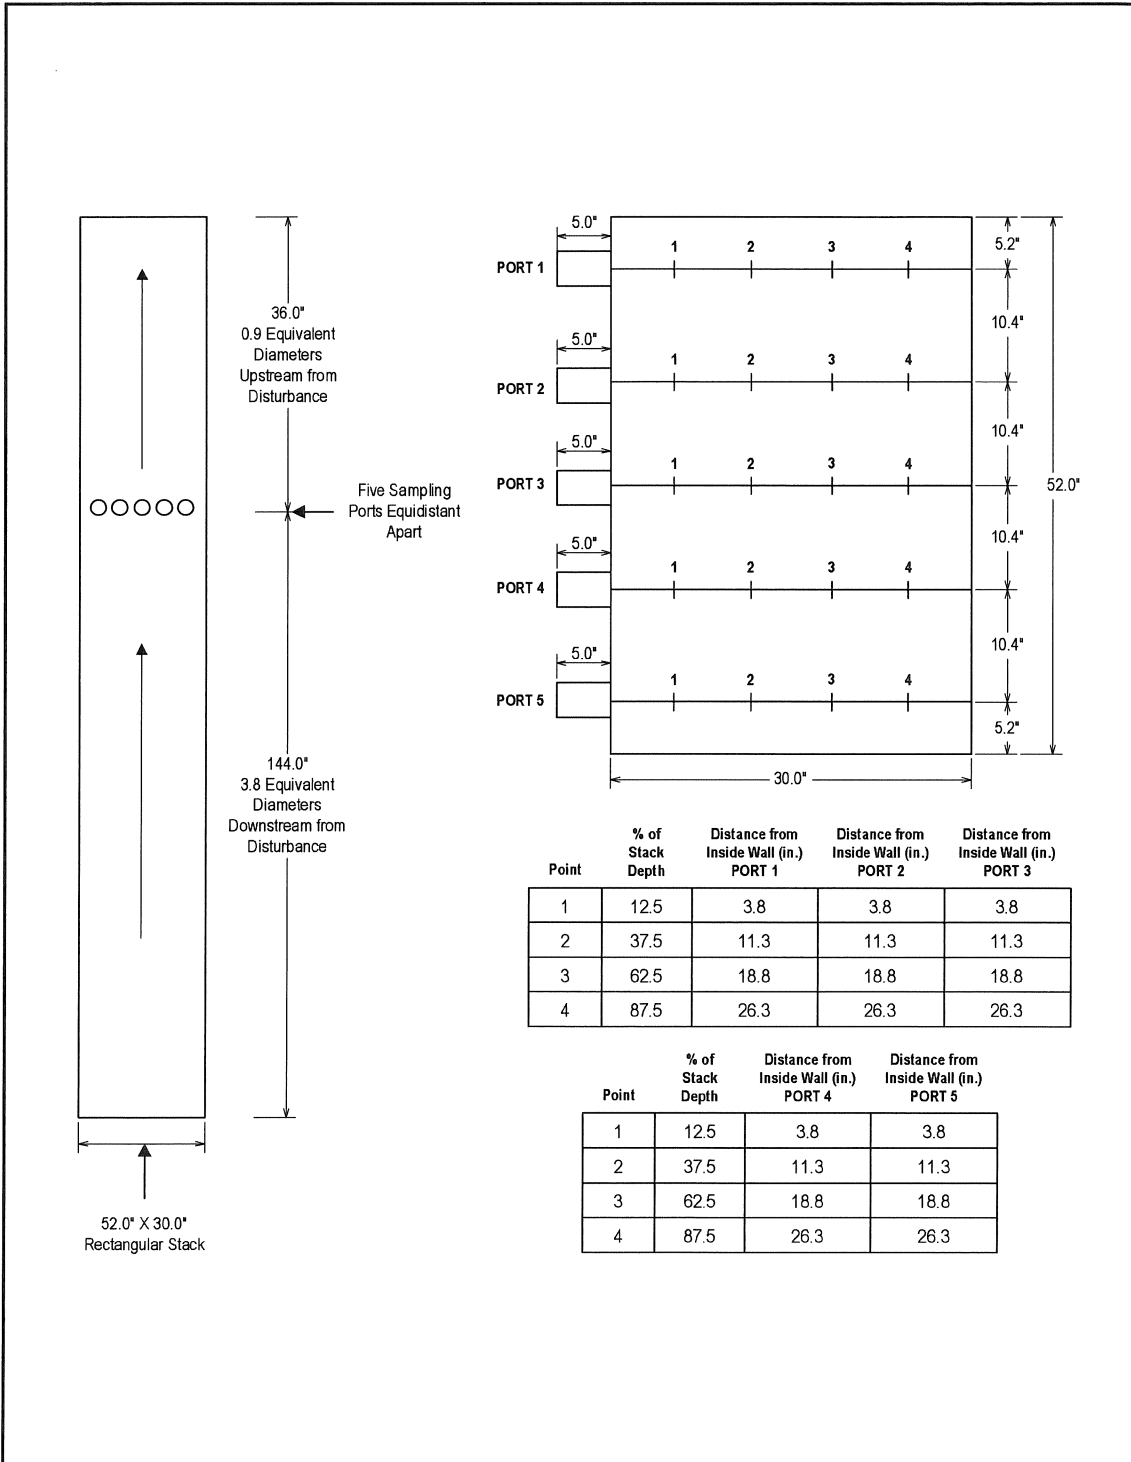 36.0"
0.9 Equivalent
Diameters
Upstream from
Disturbance
Five Sampling
Ports Equidistant
Apart
144.0"
3.8 Equivalent
Diameters
Downstream from
Disturbance
52.0" X 30.0"
Rectangular Stack
5.0"
PORT 1
1 2 3 4
5.2"
10.4"
5.0"
PORT 2
1 2 3 4
10.4"
5.0"
PORT 3
1 2 3 4
52.0"
10.4"
5.0"
PORT 4
1 2 3 4
10.4"
5.0"
PORT 5
1 2 3 4
5.2"
30.0"
% of Distance from Distance from Distance from
Stack Inside Wall (in.) Inside Wall (in.) Inside Wall (in.)
Point Depth PORT 1 PORT 2 PORT 3
1 12.5 3.8 3.8 3.8
2 37.5 11.3 11.3 11.3
3 62.5 18.8 18.8 18.8
4 87.5 26.3 26.3 26.3
% of Distance from Distance from
Stack Inside Wall (in.) Inside Wall (in.)
Point Depth PORT 4 PORT 5
1 12.5 3.8 3.8
2 37.5 11.3 11.3
3 62.5 18.8 18.8
4 87.5 26.3 26.3